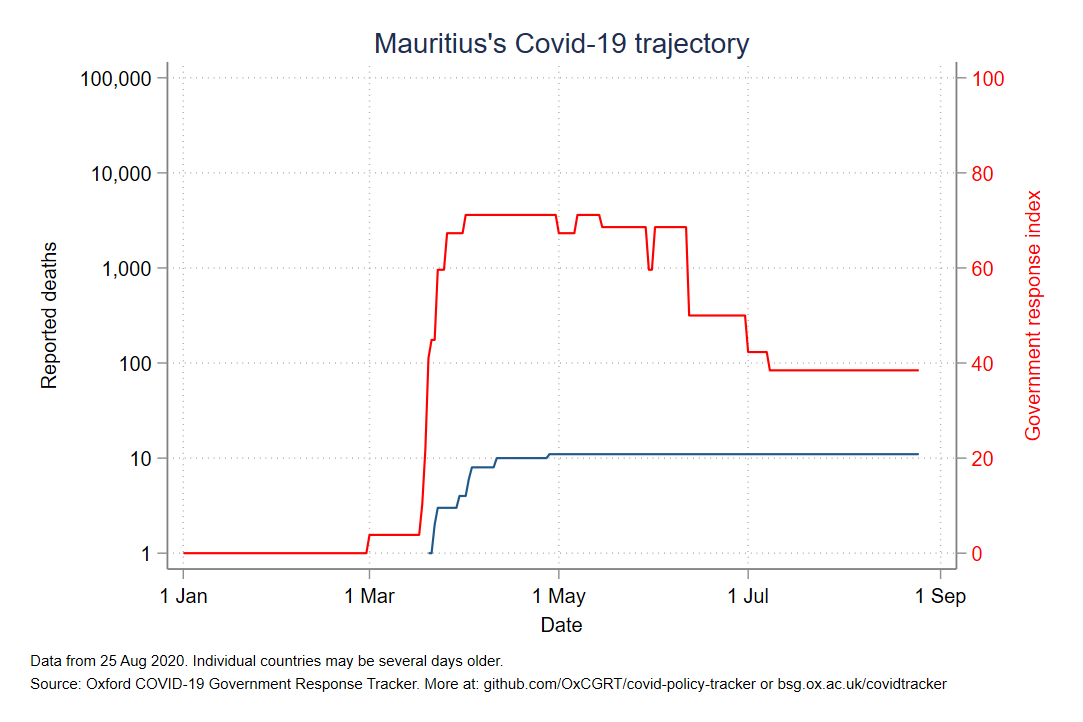 Mauritius's Covid-19 trajectory
100,000
10,000
1,000
100
10
1
Reported deaths
100
80
60
40
20
0
Government response index
1 Jan
1 Mar
1 May
1 Jul
1 Sep
Date
Data from 25 Aug 2020. Individual countries may be several days older.
Source: Oxford COVID-19 Government Response Tracker. More at: github.com/OxCGRT/covid-policy-tracker or bsg.ox.ac.uk/covidtracker